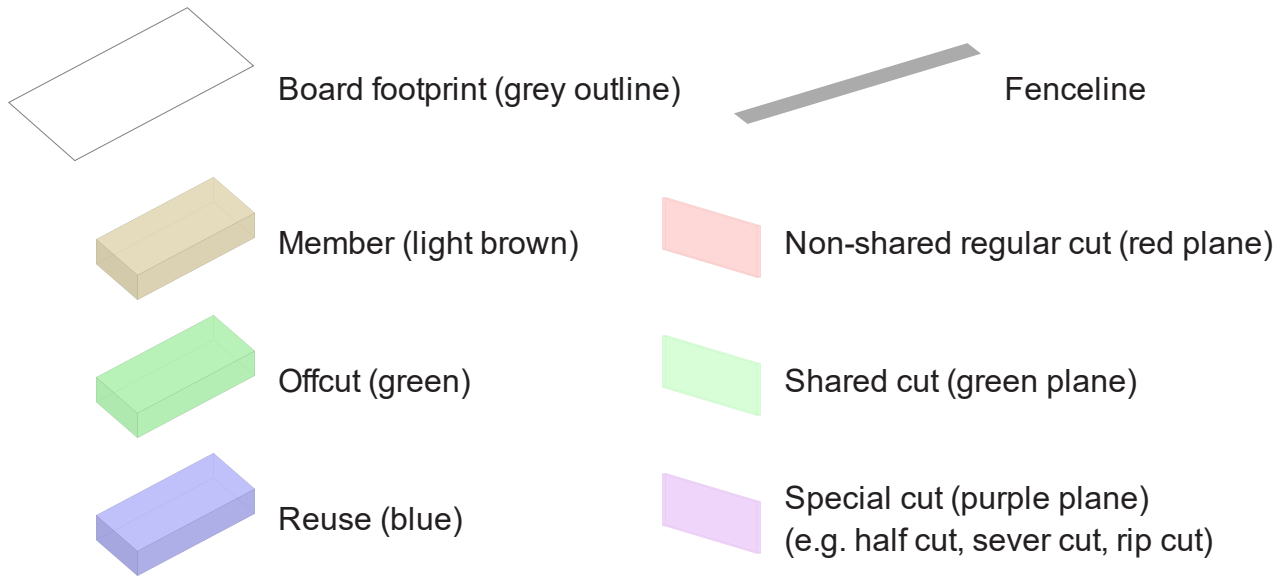 Board footprint (grey outline)
Fenceline
Member (light brown)
Non-shared regular cut (red plane)
Offcut (green)
Shared cut (green plane)
Reuse (blue)
Special cut (purple plane)
(e.g. half cut, sever cut, rip cut)